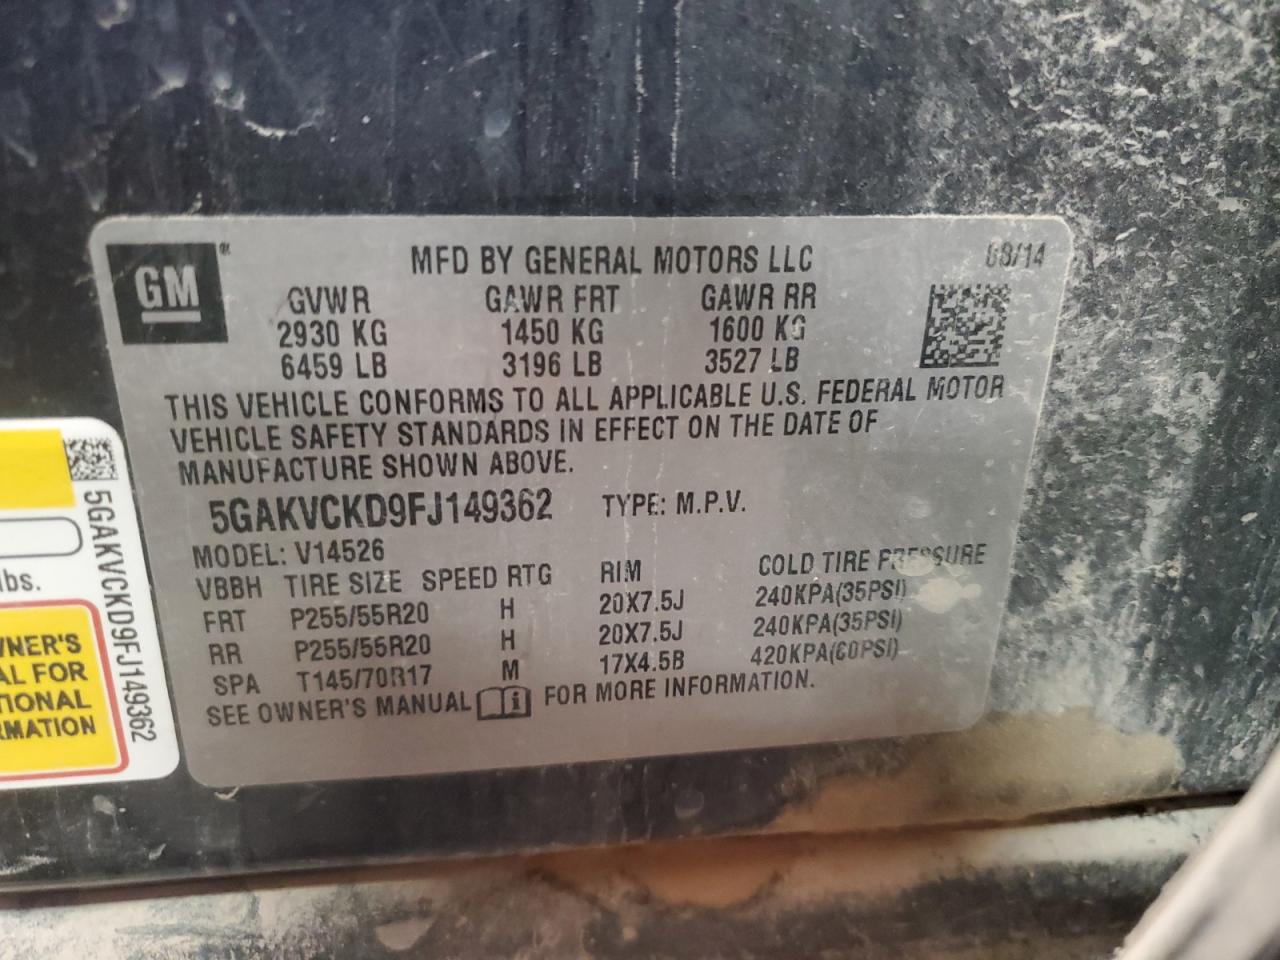 GM
®
MFD BY GENERAL MOTORS LLC
08/14
GVWR GAWR FRT GAWR RR
2930 KG 1450 KG 1600 KG
6459 LB 3196 LB 3527 LB
THIS VEHICLE CONFORMS TO ALL APPLICABLE U.S. FEDERAL MOTOR
VEHICLE SAFETY STANDARDS IN EFFECT ON THE DATE OF
MANUFACTURE SHOWN ABOVE.
5GAKVCKD9FJ149362 TYPE: M.P.V.
MODEL: V14526
VBBH TIRE SIZE SPEED RTG RIM COLD TIRE PRESSURE
FRT P255/55R20 H 20X7.5J 240KPA(35PSI)
RR P255/55R20 H 20X7.5J 240KPA(35PSI)
SPA T145/70R17 M 17X4.5B 420KPA(60PSI)
SEE OWNER'S MANUAL FOR MORE INFORMATION.
5GAKVCKD9FJ149362
lbs.
WNER'S
AL FOR
TIONAL
RMATION